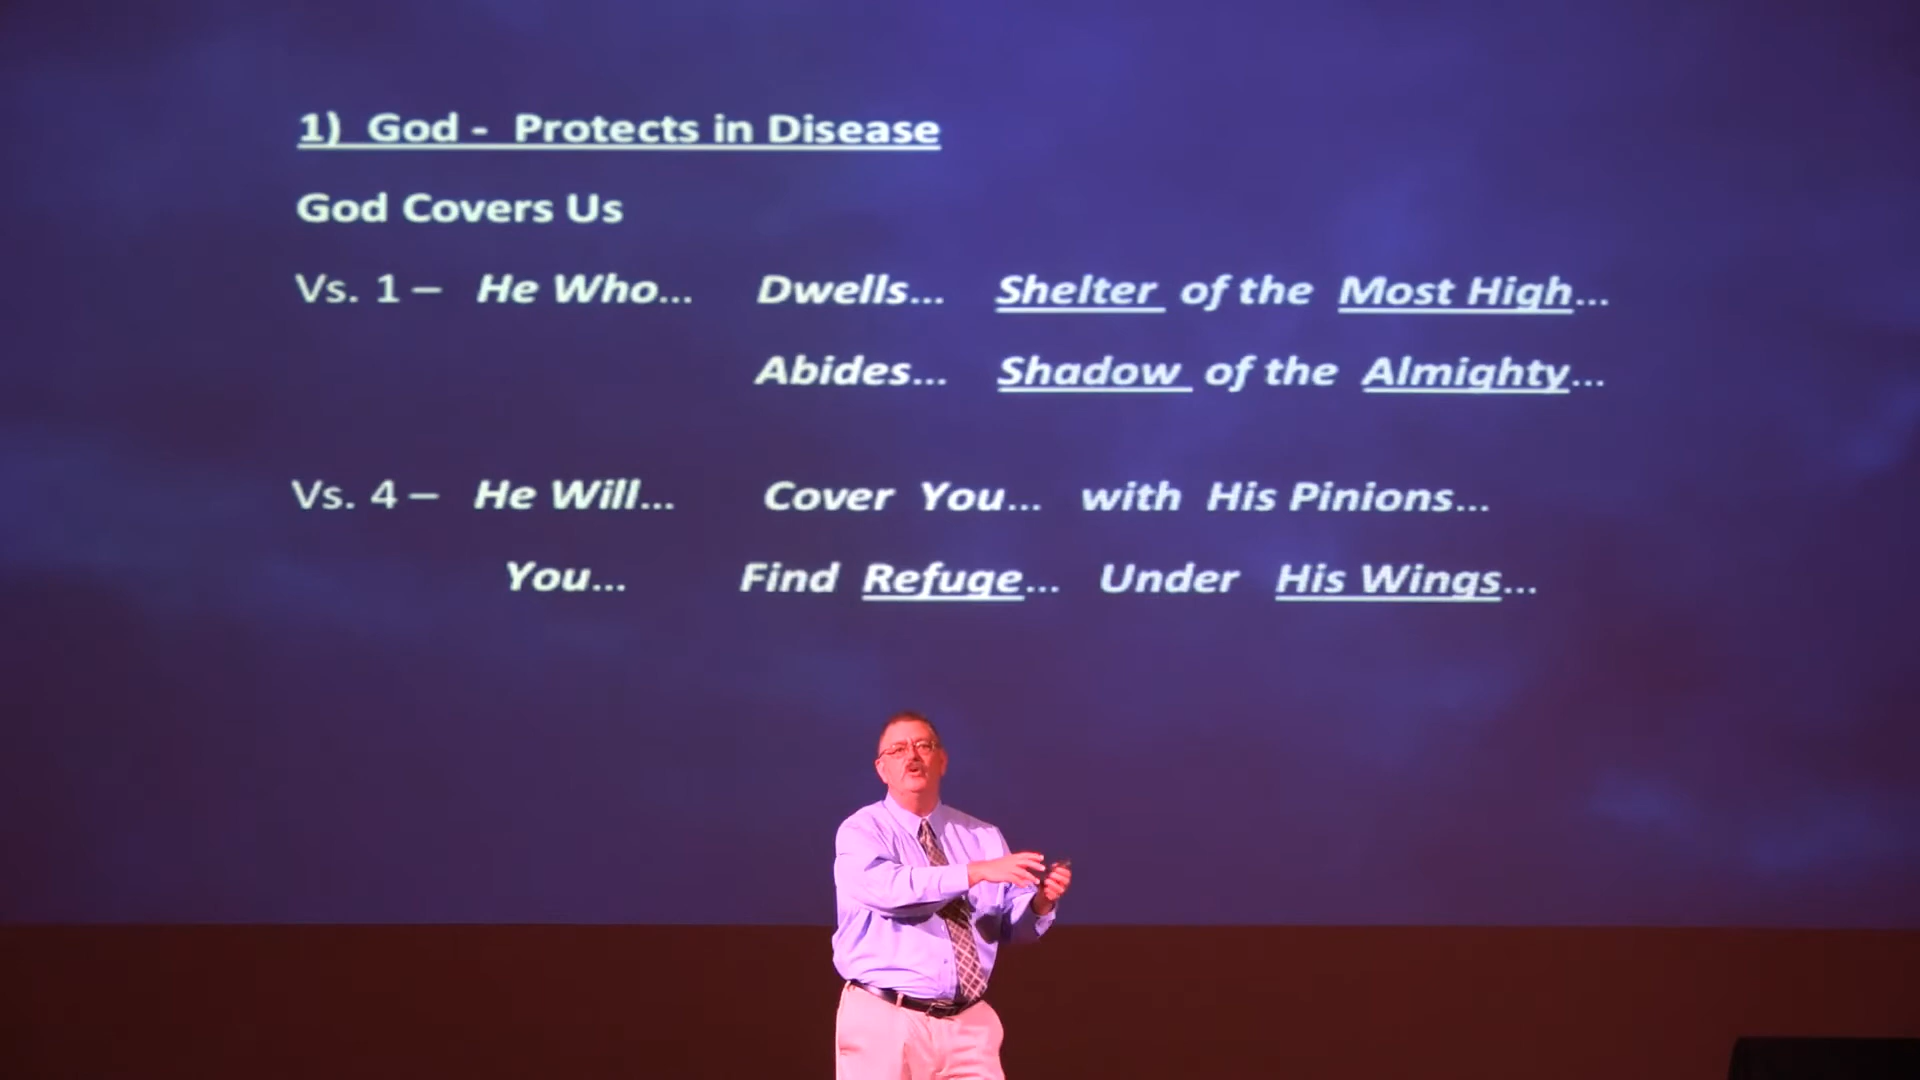 1) God - Protects in Disease
God Covers Us
Vs. 1 – He Who... Dwells... Shelter of the Most High...
Abides... Shadow of the Almighty...
Vs. 4 – He Will... Cover You... with His Pinions...
You... Find Refuge... Under His Wings...